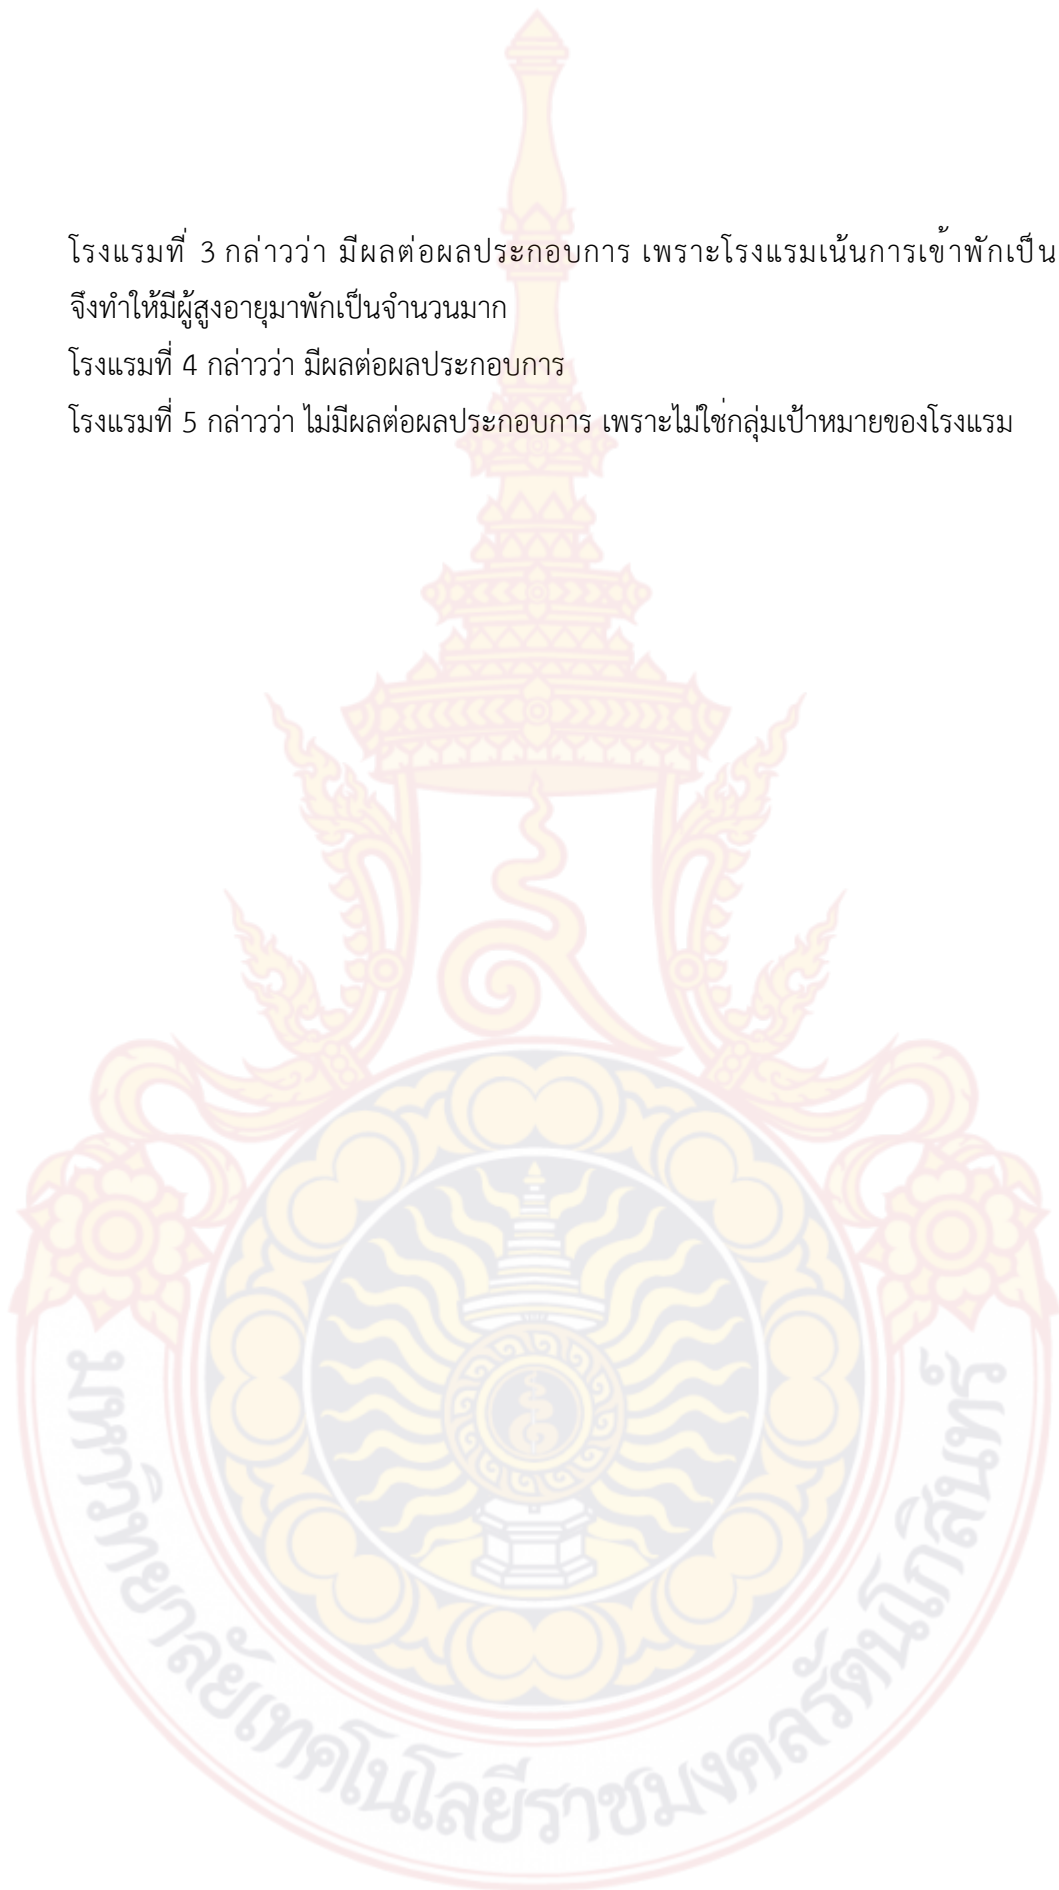 โรงแรมที่ 3 กล่าวว่า มีผลต่อผลประกอบการ เพราะโรงแรมเน้นการเข้าพักเป็น
จึงทำให้มีผู้สูงอายุมาพักเป็นจำนวนมาก
โรงแรมที่ 4 กล่าวว่า มีผลต่อผลประกอบการ
โรงแรมที่ 5 กล่าวว่า ไม่มีผลต่อผลประกอบการ เพราะไม่ใช่กลุ่มเป้าหมายของโรงแรม
มหาวิทยาลัยเทคโนโลยีราชมงคลรัตนโกสินทร์